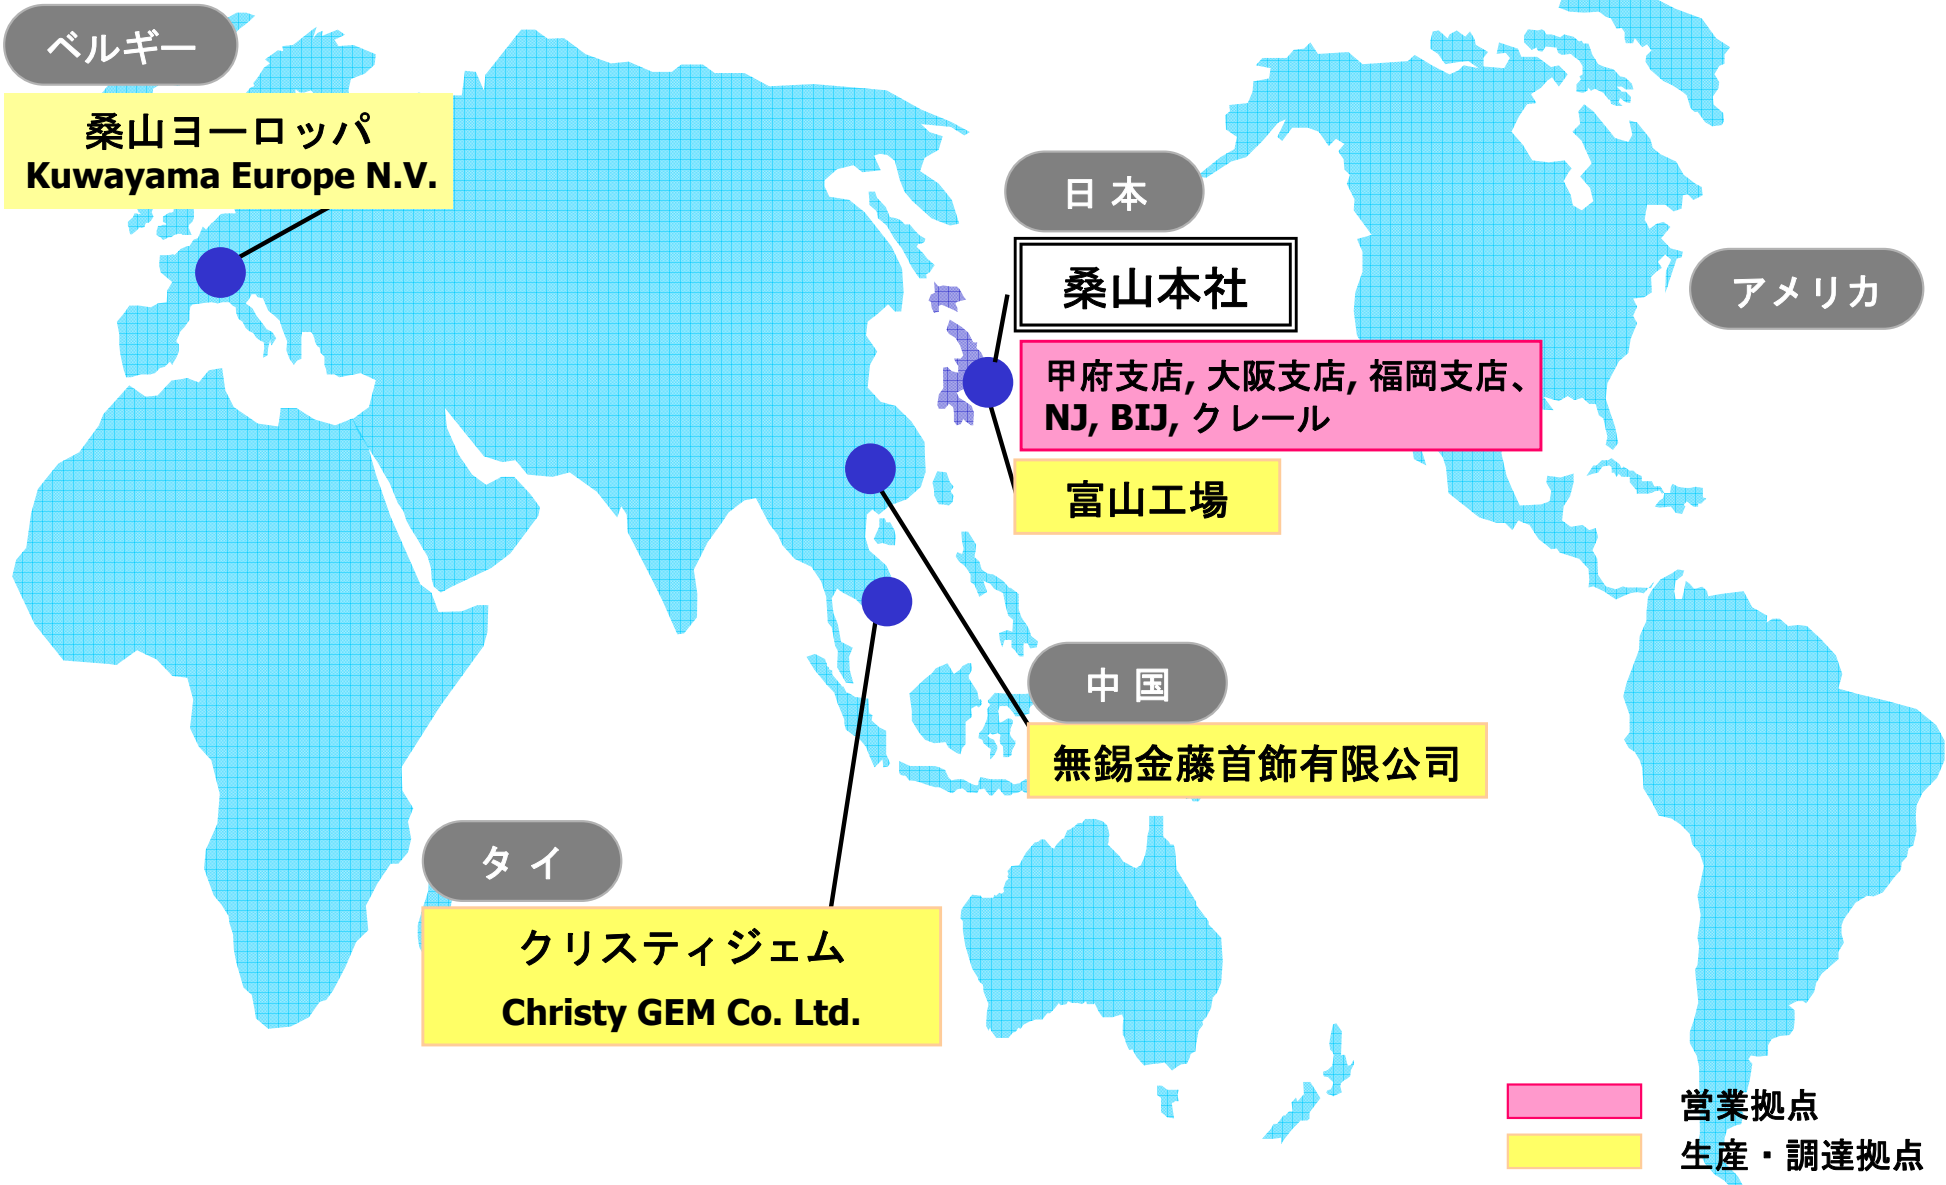 ベルギー
桑山ヨーロッパ
Kuwayama Europe N.V.
日 本
桑山本社
甲府支店, 大阪支店, 福岡支店、
NJ, BIJ, クレール
富山工場
アメリカ
中 国
無錫金藤首飾有限公司
タ イ
クリスティジェム
Christy GEM Co. Ltd.
営業拠点
生産・調達拠点